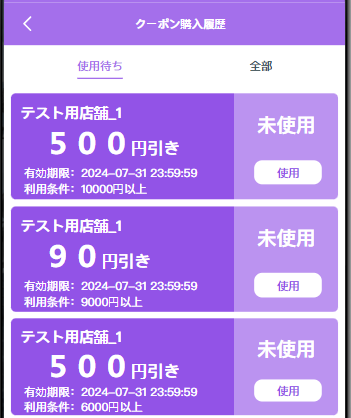 クーポン購入履歴
使用待ち 全部
テスト用店舗_1
５００円引き
有効期限：2024-07-31 23:59:59
利用条件：10000円以上
未使用
使用
テスト用店舗_1
９０円引き
有効期限：2024-07-31 23:59:59
利用条件：9000円以上
未使用
使用
テスト用店舗_1
５００円引き
有効期限：2024-07-31 23:59:59
利用条件：6000円以上
未使用
使用